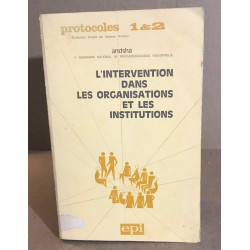 protocoles 1&2
andsha
L'INTERVENTION
DANS
LES ORGANISATIONS
ET LES
INSTITUTIONS
epi